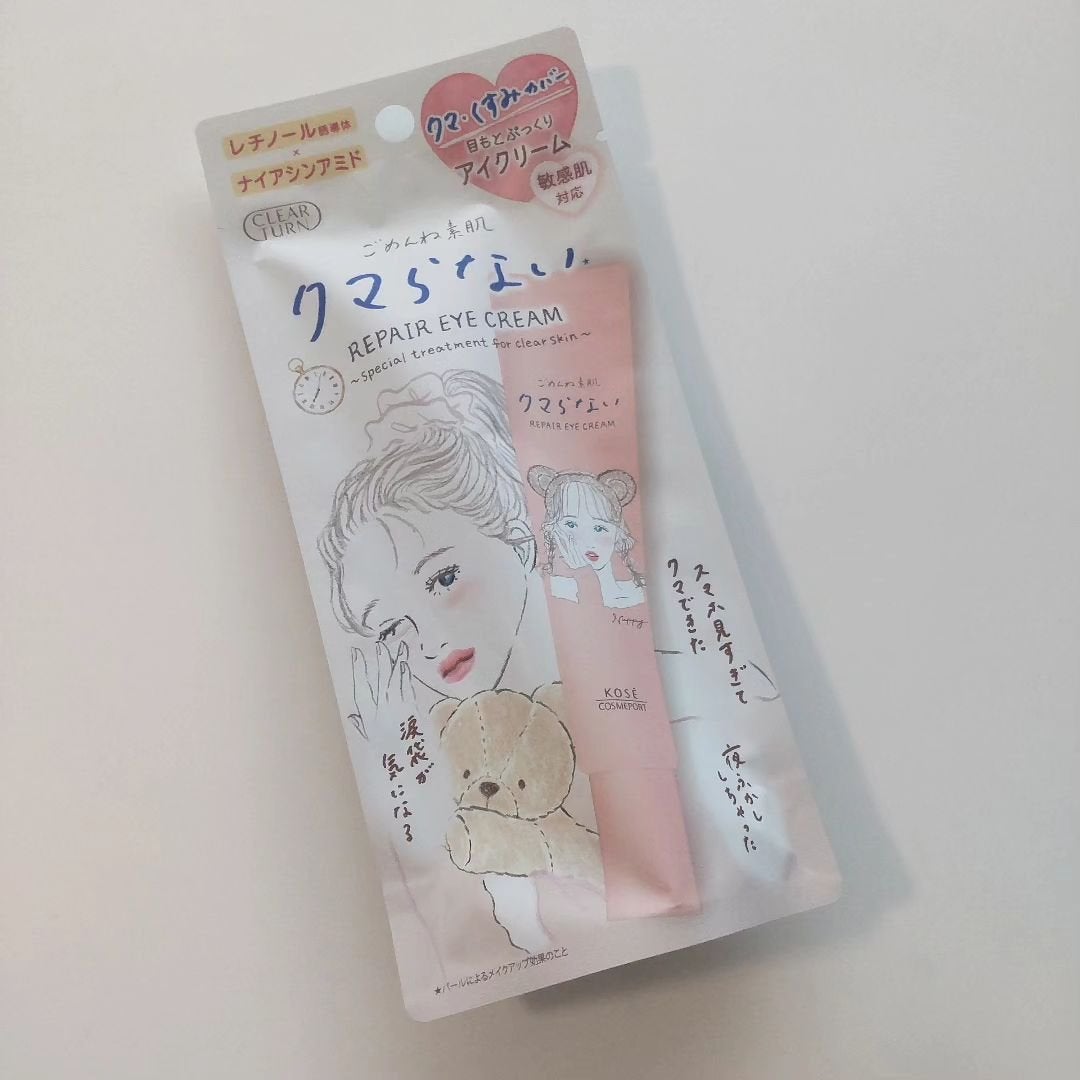 レチノール誘導体
×
ナイアシンアミド
クマ・くすみカバー
目もとぷっくり
アイクリーム
敏感肌
対応
CLEAR
TURN
ごめんね素肌
クマらない★
REPAIR EYE CREAM
~special treatment for clear skin~
ごめんね素肌
クマらない
REPAIR EYE CREAM
Happy
KOSÉ
COSMEPORT
スマホ見すぎて
クマできた
涙袋が
気になる
夜ふかし
しちゃった
★パールによるメイクアップ効果のこと